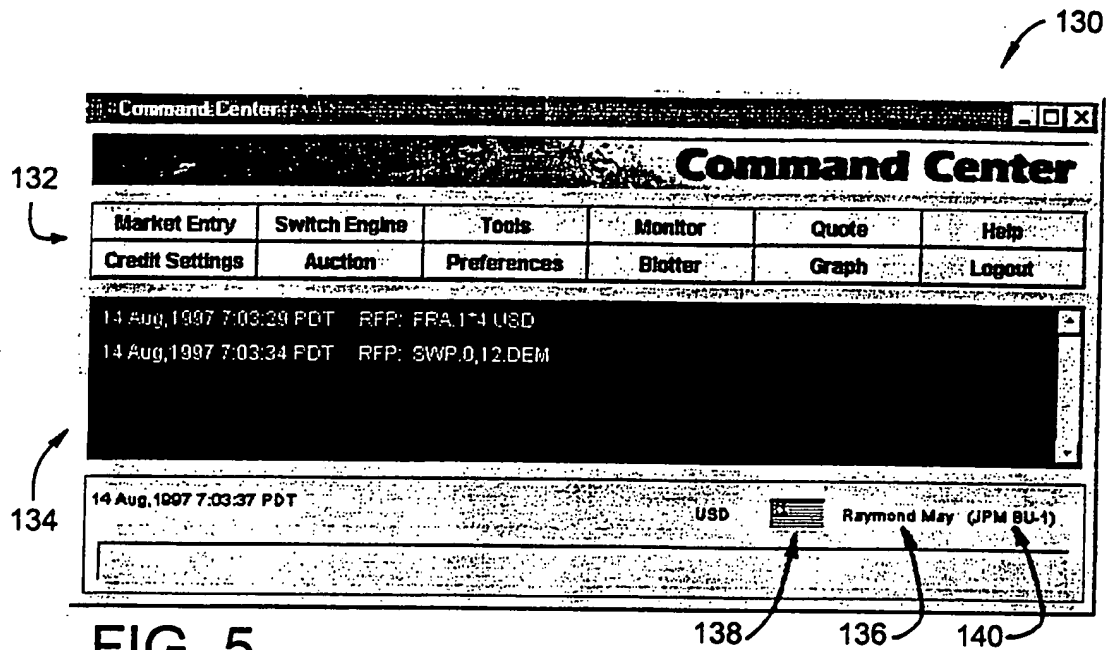 130
Command Center
Command Center
132
Market Entry Switch Engine Tools Monitor Quote Help
Credit Settings Auction Preferences Blotter Graph Logout
14 Aug,1997 7:03:29 PDT RFP: FRA.1*4.USD
14 Aug,1997 7:03:34 PDT RFP: SWP.0,12.DEM
134
14 Aug,1997 7:03:37 PDT
USD Raymond May (JPM BU-1)
138 136 140
FIG. 5